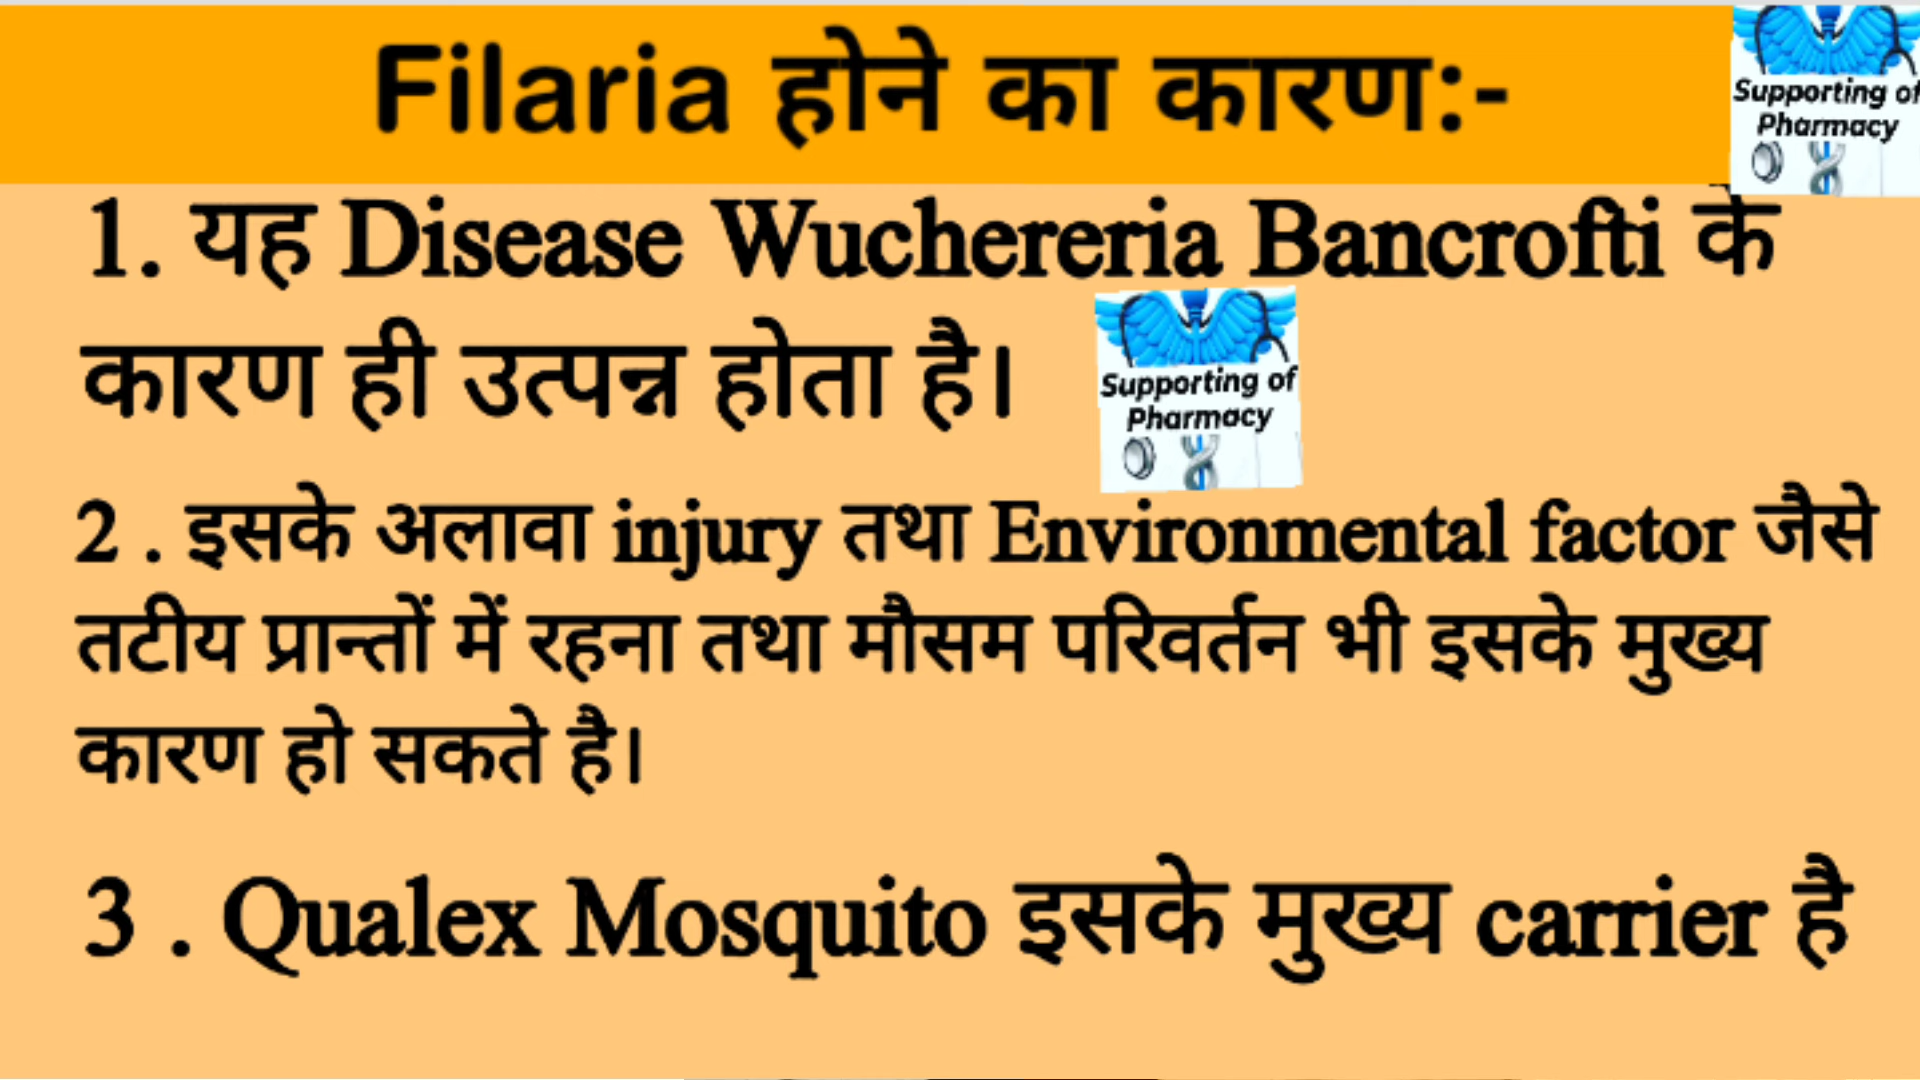 Filaria होने का कारण:-
Supporting of
Pharmacy
1. यह Disease Wuchereria Bancrofti के
कारण ही उत्पन्न होता है।
Supporting of
Pharmacy
2 . इसके अलावा injury तथा Environmental factor जैसे
तटीय प्रान्तों में रहना तथा मौसम परिवर्तन भी इसके मुख्य
कारण हो सकते है।
3 . Qualex Mosquito इसके मुख्य carrier है